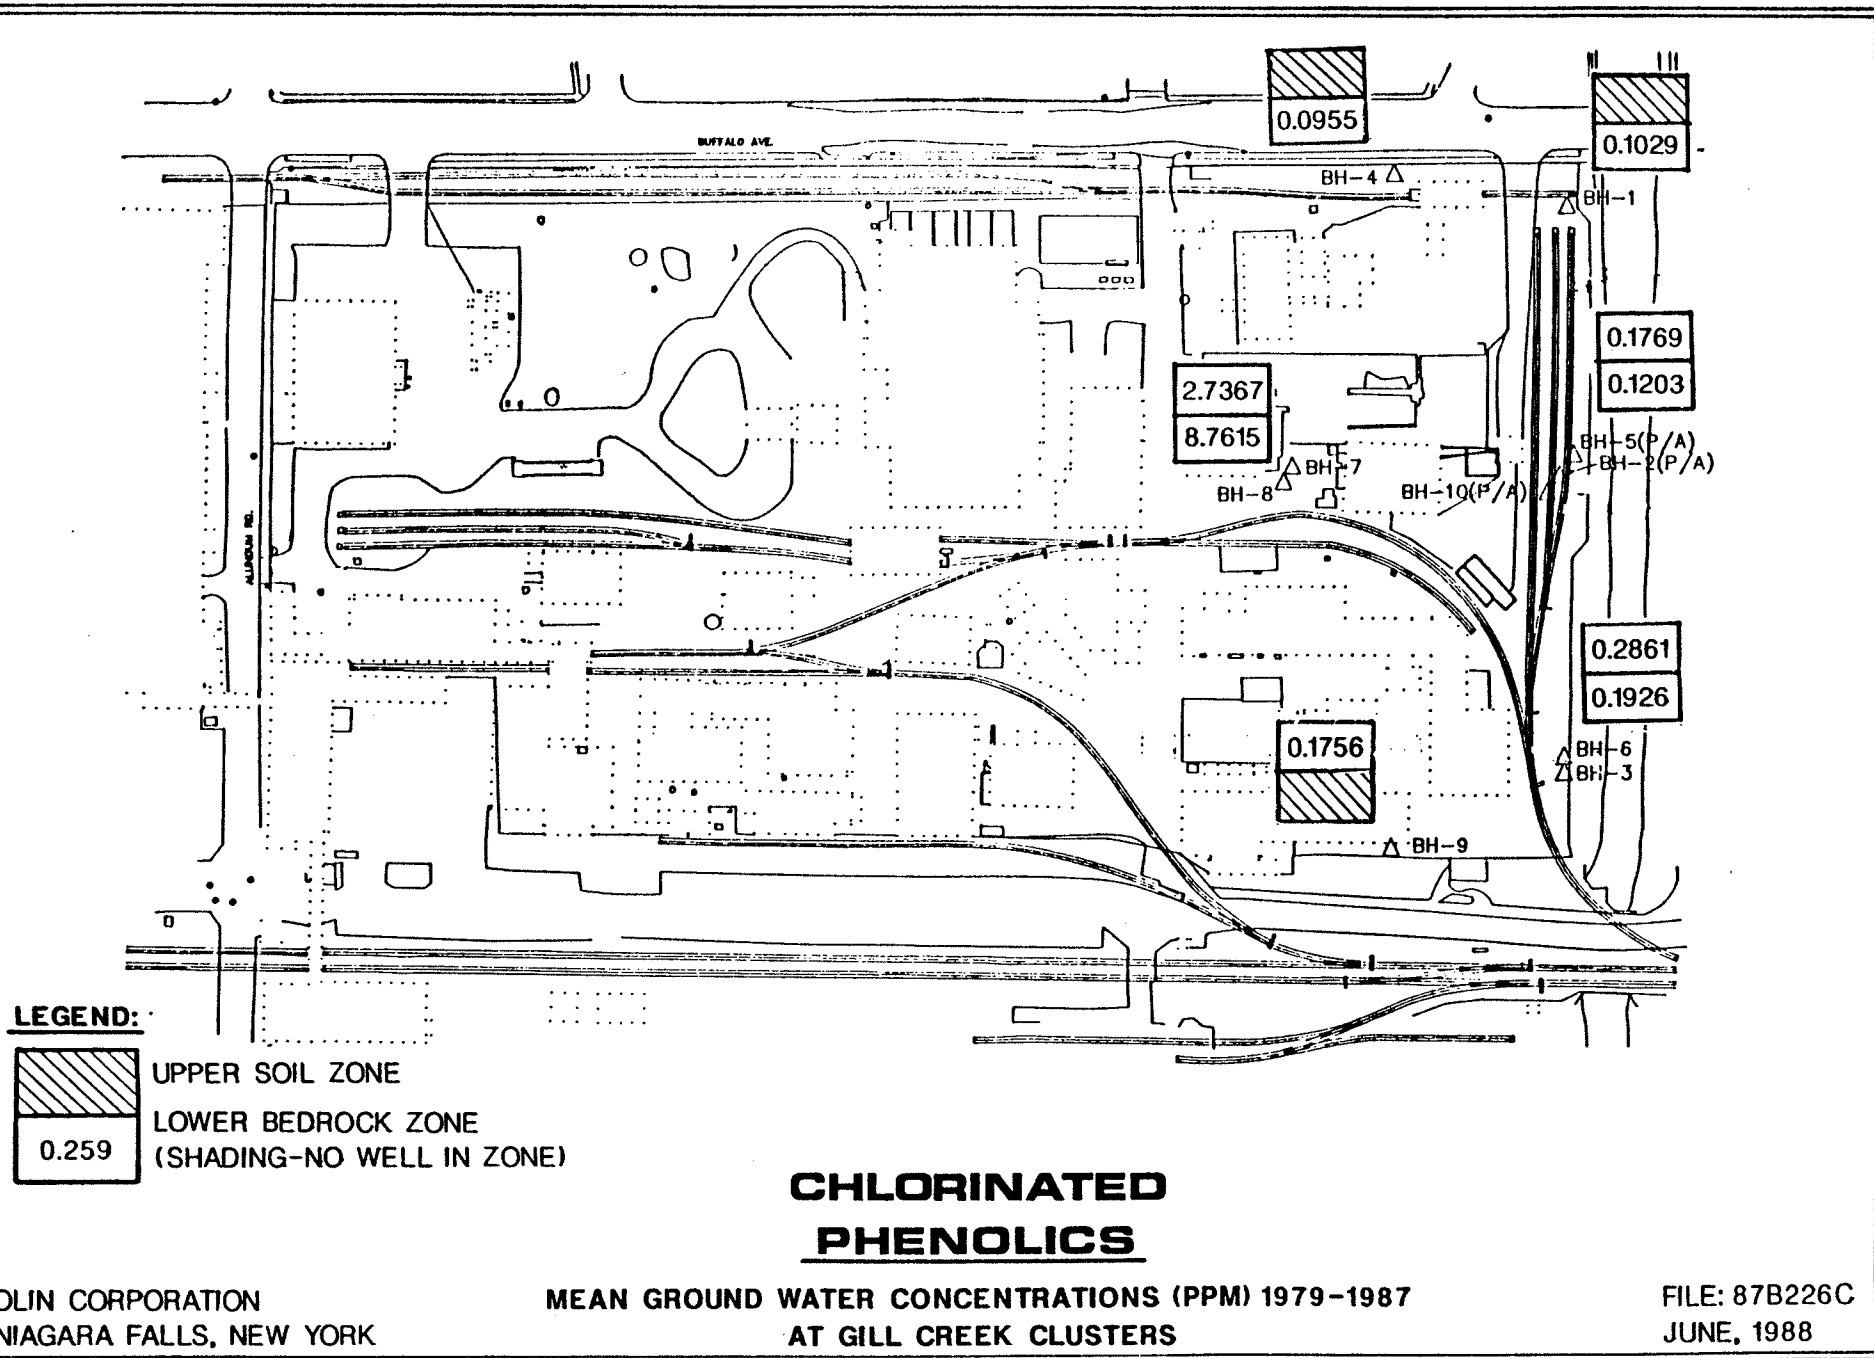 0.0955
0.1029
BUFFALO AVE.
BH-4
BH-1
0.1769
0.1203
2.7367
8.7615
BH-5(P/A)
BH-2(P/A)
BH-7
BH-8
BH-10(P/A)
ALUNDUM RD.
0.2861
0.1926
0.1756
BH-6
BH-3
BH-9
LEGEND:
UPPER SOIL ZONE
LOWER BEDROCK ZONE
0.259
(SHADING-NO WELL IN ZONE)
CHLORINATED
PHENOLICS
OLIN CORPORATION
NIAGARA FALLS, NEW YORK
MEAN GROUND WATER CONCENTRATIONS (PPM) 1979-1987
AT GILL CREEK CLUSTERS
FILE: 87B226C
JUNE, 1988